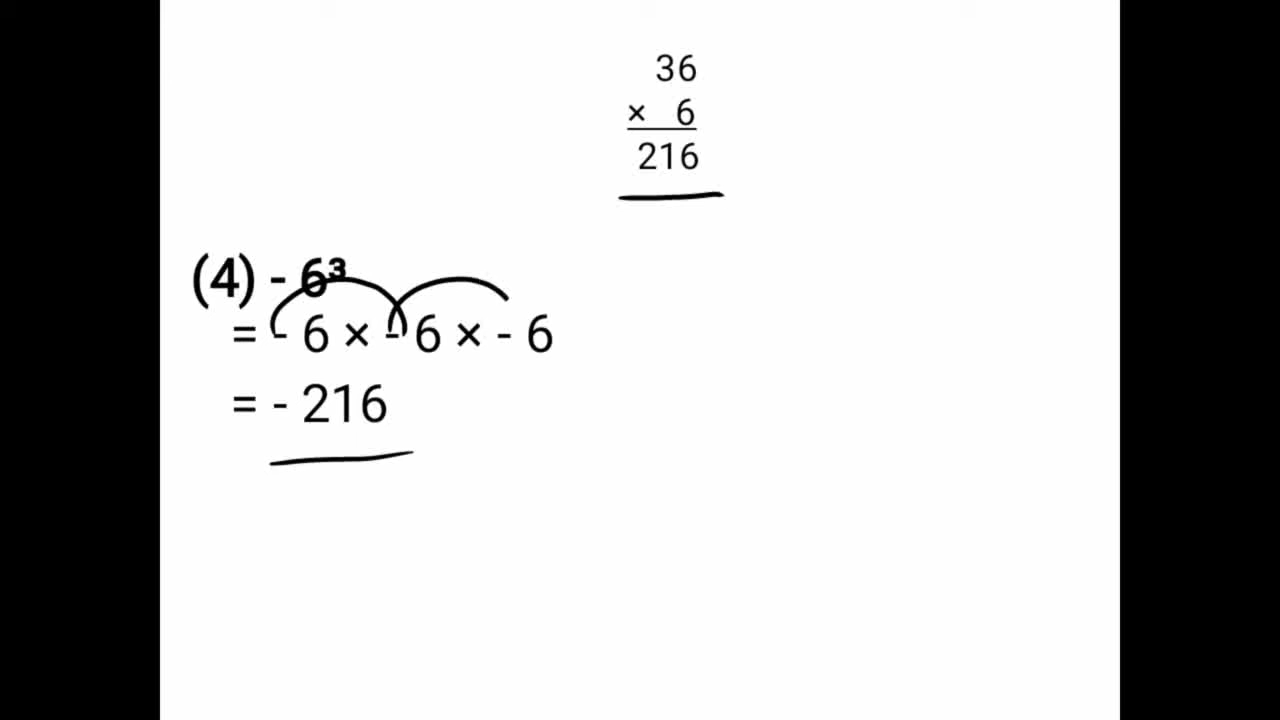 36
× 6
216
(4) - 6³
= - 6 × - 6 × - 6
= - 216